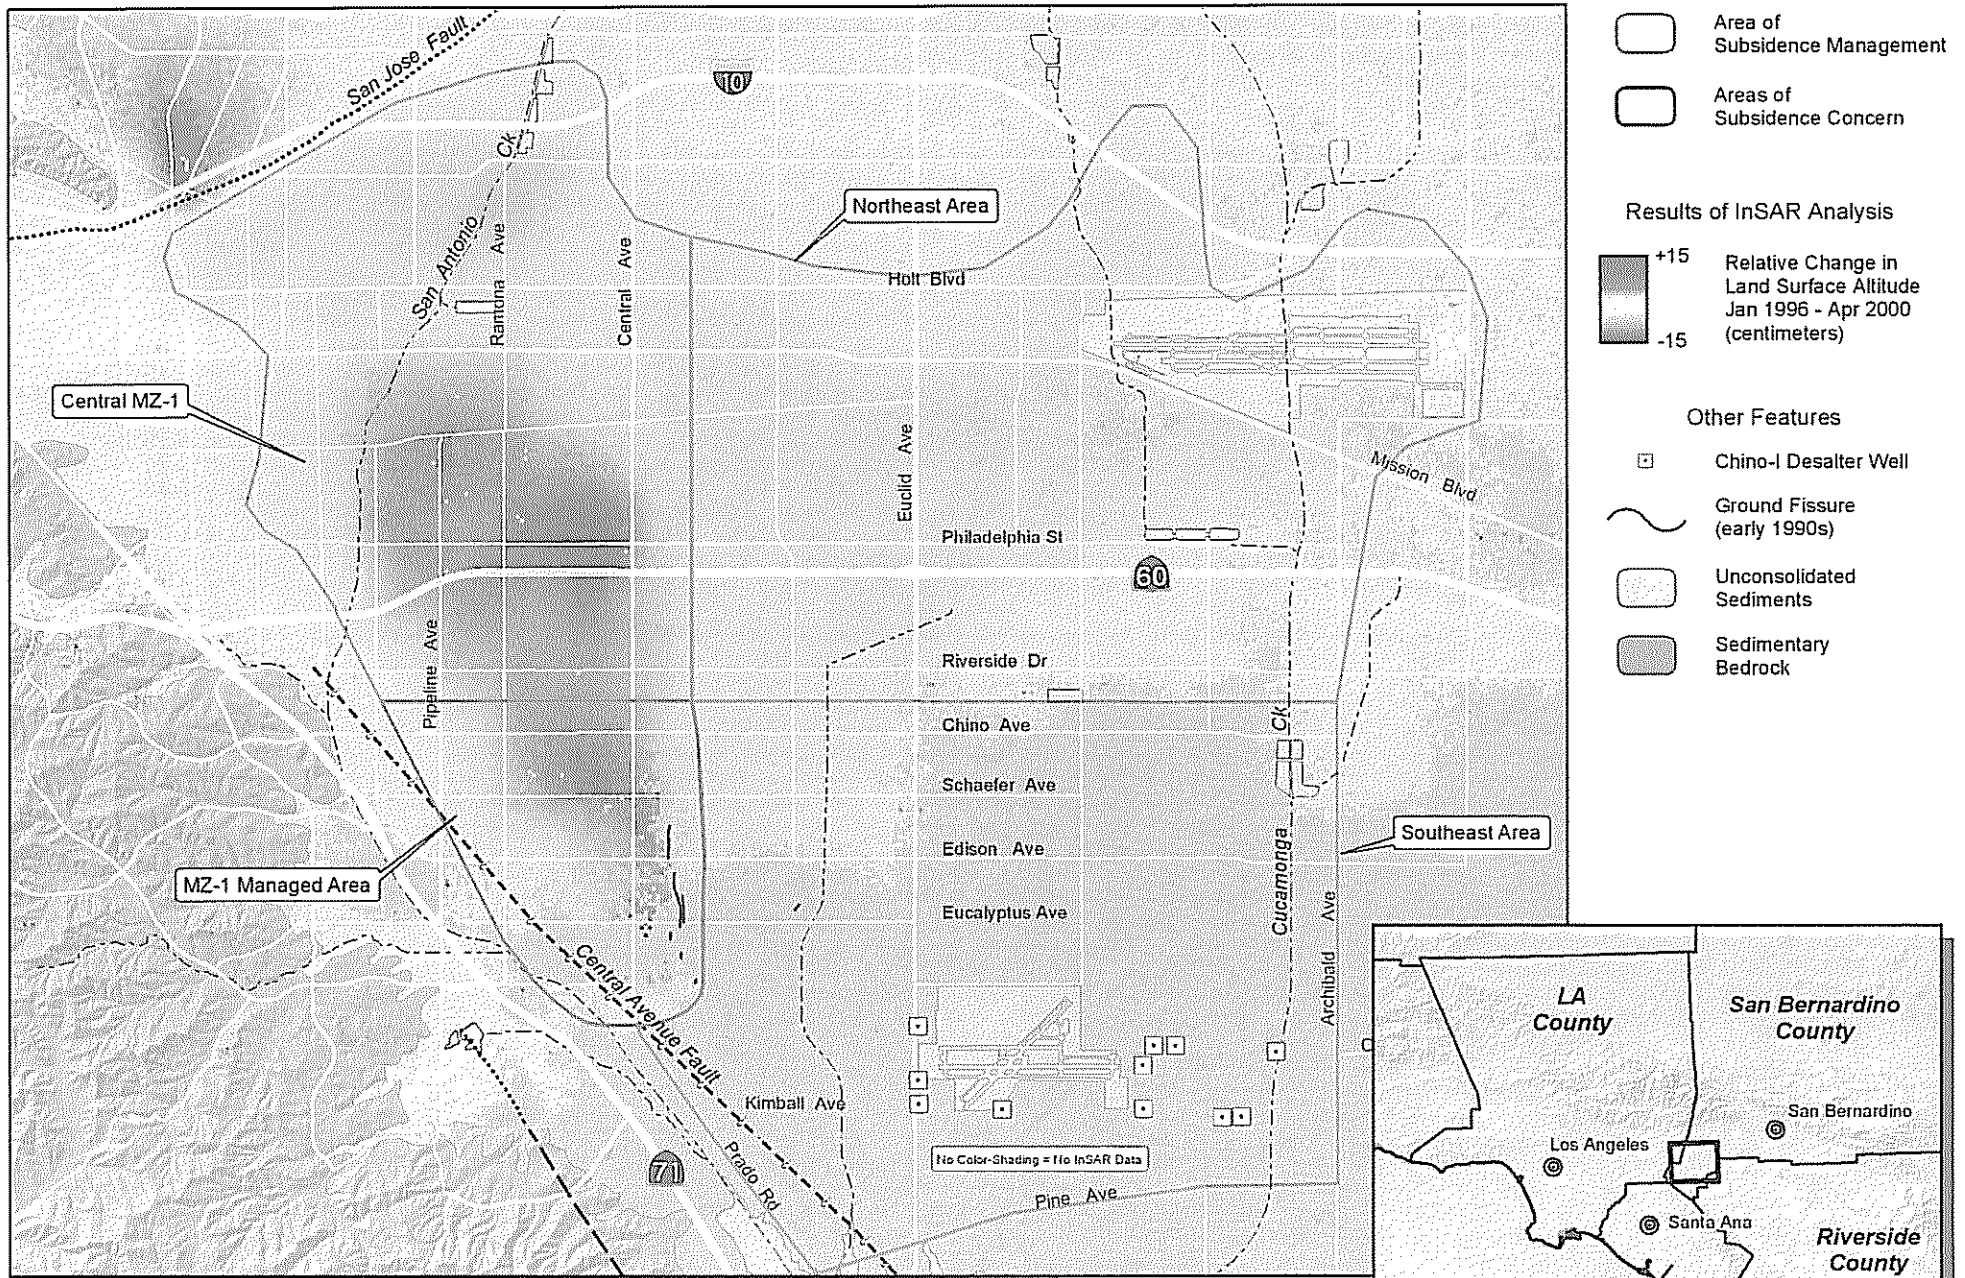 San Jose Fault
10
San Antonio Ck
Northeast Area
Ramona Ave
Central Ave
Holt Blvd
Central MZ-1
Euclid Ave
Mission Blvd
Philadelphia St
60
Pipeline Ave
Riverside Dr
Chino Ave
Schaefer Ave
Cucamonga Ck
Edison Ave
Southeast Area
MZ-1 Managed Area
Eucalyptus Ave
Archibald Ave
Central Avenue Fault
Kimball Ave
No Color-Shading = No InSAR Data
71
Prado Rd
Pine Ave
Area of
Subsidence Management
Areas of
Subsidence Concern
Results of InSAR Analysis
+15
-15
Relative Change in
Land Surface Altitude
Jan 1996 - Apr 2000
(centimeters)
Other Features
Chino-I Desalter Well
Ground Fissure
(early 1990s)
Unconsolidated
Sediments
Sedimentary
Bedrock
LA
County
San Bernardino
County
San Bernardino
Los Angeles
Santa Ana
Riverside
County